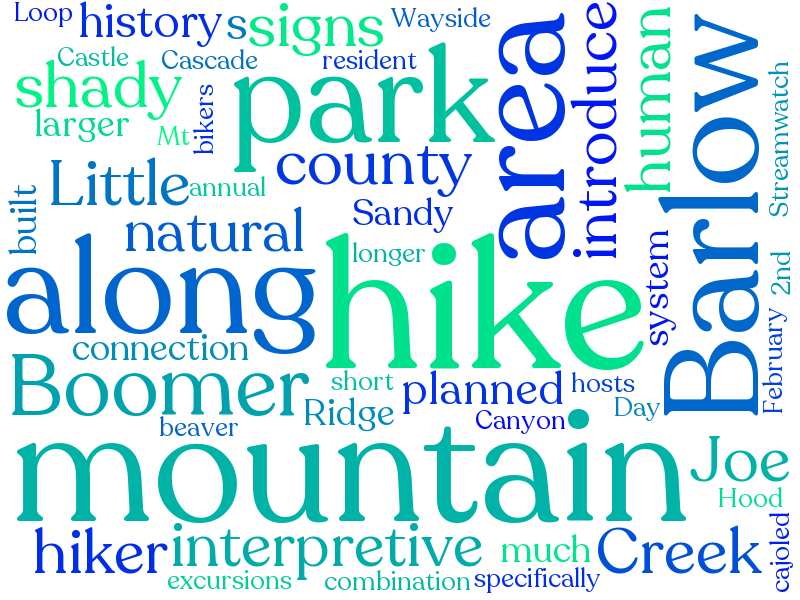 Loop
history
s
signs
Wayside
area
introduce
human
Barlow
Castle
Cascade
resident
shady
park
larger
Mt
bikers
county
Streamwatch
Little
annual
built
natural
Sandy
along
longer
hike
system
2nd
connection
February
Boomer
short
planned
hosts
Ridge
Canyon
Day
beaver
mountain
Joe
Hood
hiker
interpretive
much
Creek
cajoled
excursions
combination
specifically